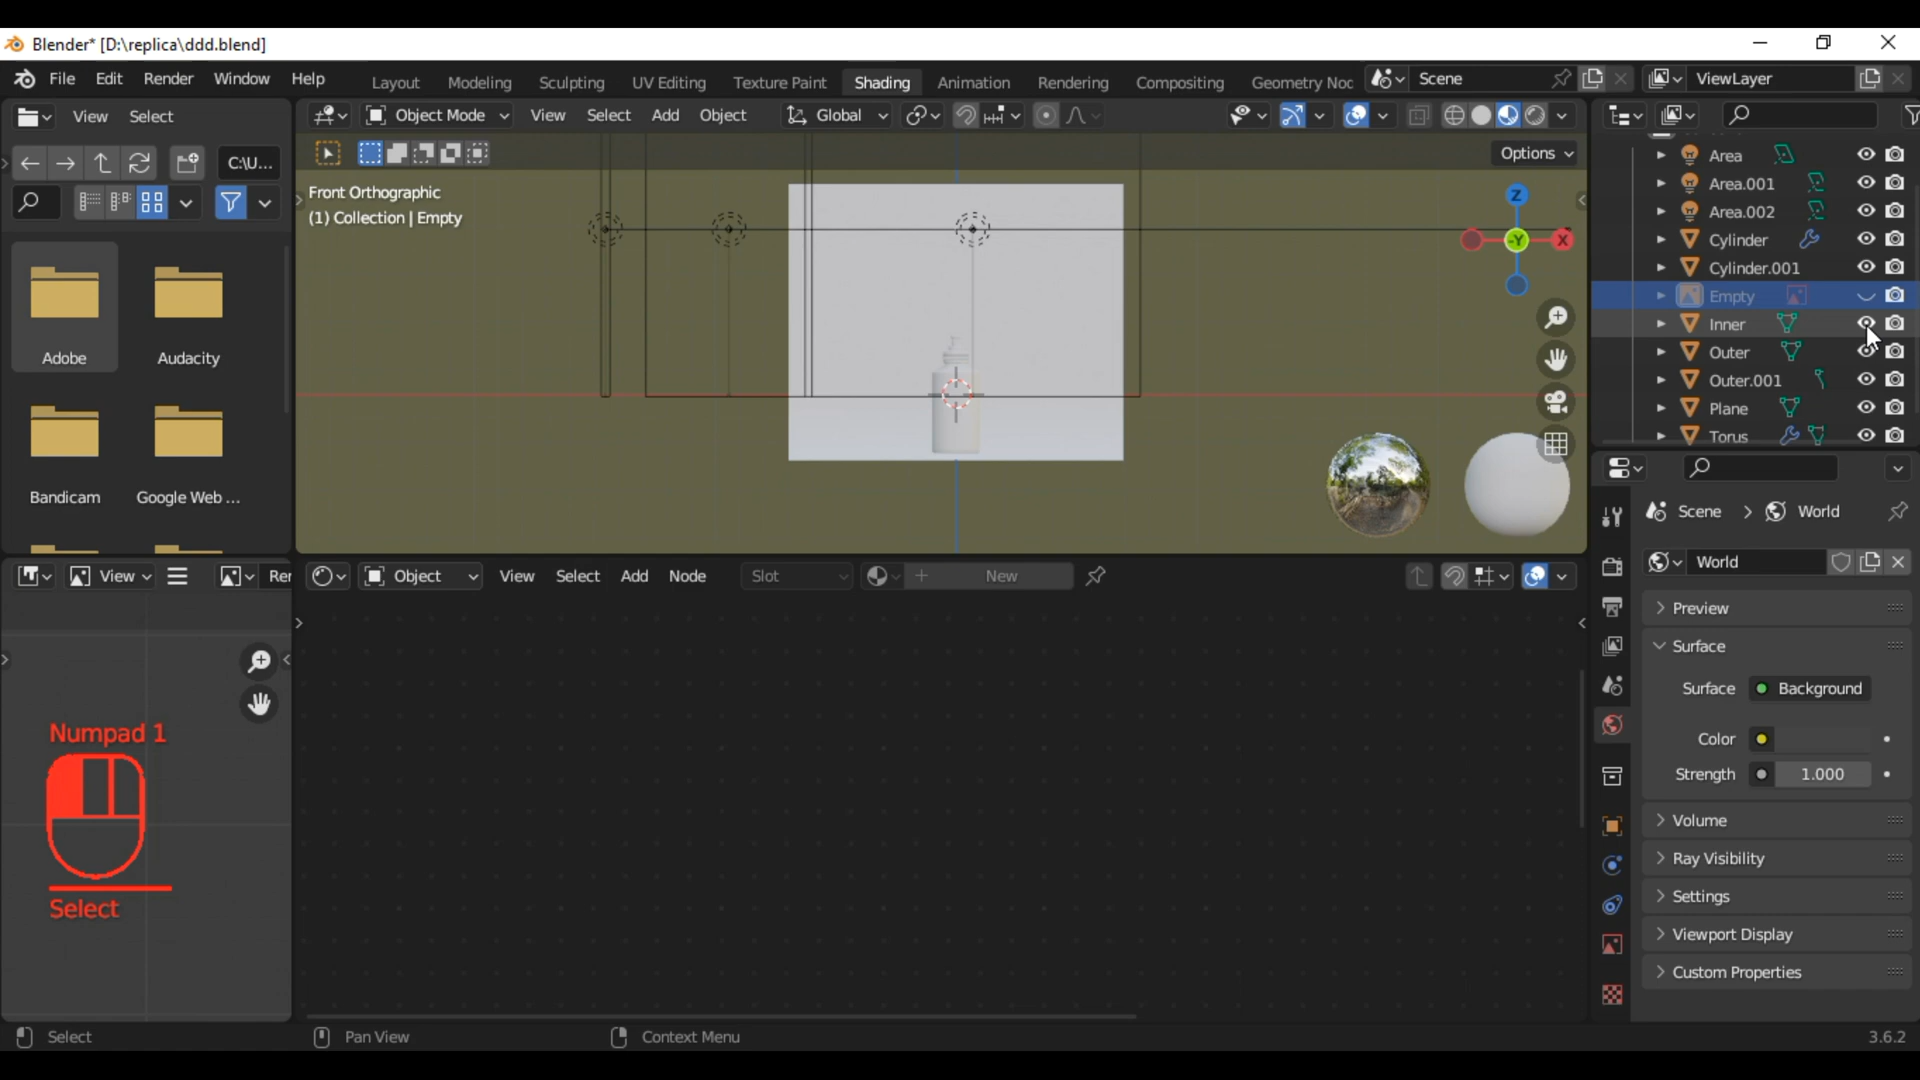 Blender* [D:\replica\ddd.blend]
File Edit Render Window Help Layout Modeling Sculpting UV Editing Texture Paint Shading Animation Rendering Compositing Geometry Noc Scene ViewLayer
View Select
Object Mode View Select Add Object Global
C:\U...
Options
Front Orthographic
(1) Collection | Empty
Z
X
-Y
Adobe Audacity
Bandicam Google Web ...
Area
Area.001
Area.002
Cylinder
Cylinder.001
Empty
Inner
Outer
Outer.001
Plane
Torus
Scene > World
World
Preview
Surface
Surface Background
Color
Strength 1.000
Volume
Ray Visibility
Settings
Viewport Display
Custom Properties
View Rer
Object View Select Add Node Slot New
Numpad 1
Select
Select Pan View Context Menu 3.6.2